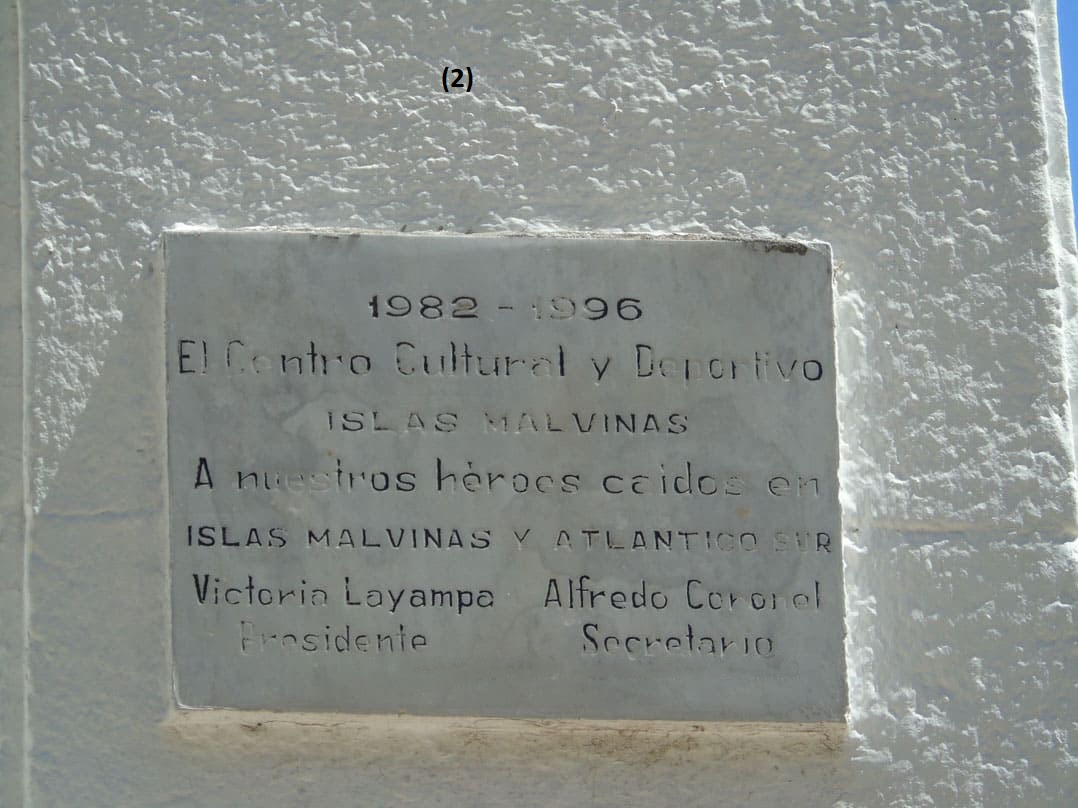 (2)
1982 - 1996
El Centro Cultural y Deportivo
ISLAS MALVINAS
A nuestros héroes caidos en
ISLAS MALVINAS Y ATLANTICO SUR
Victoria Layampa Alfredo Coronel
Presidente Secretario